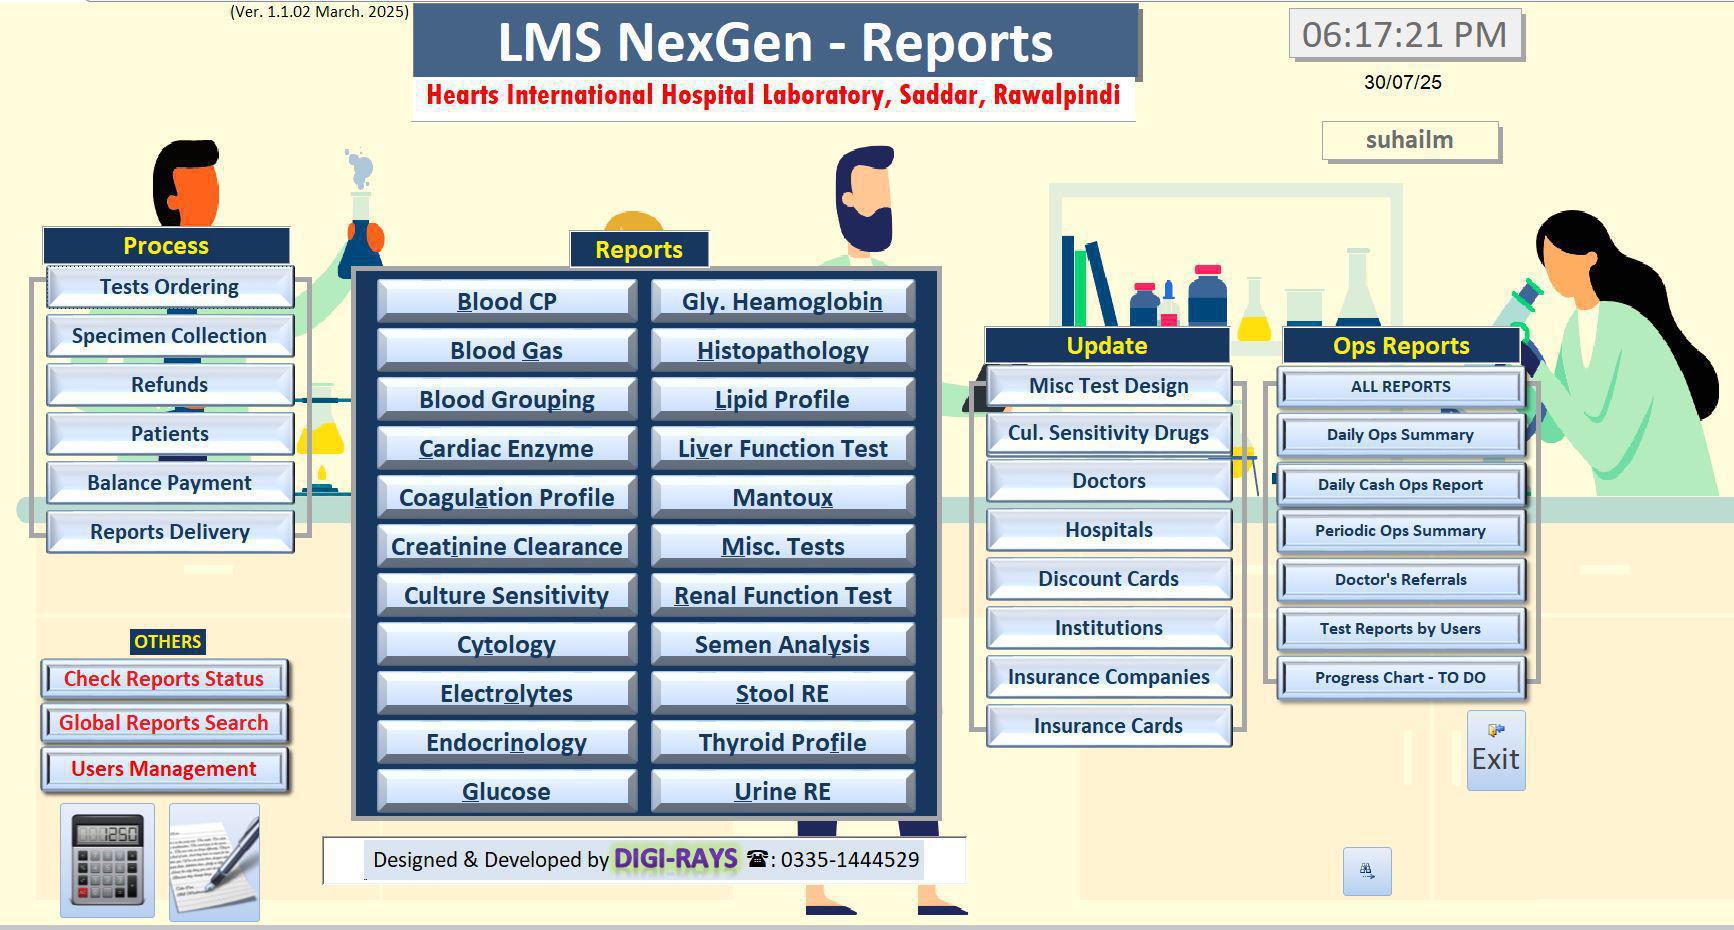 (Ver. 1.1.02 March. 2025)
LMS NexGen - Reports
Hearts International Hospital Laboratory, Saddar, Rawalpindi
06:17:21 PM
30/07/25
suhailm
Process
Tests Ordering
Specimen Collection
Refunds
Patients
Balance Payment
Reports Delivery
OTHERS
Check Reports Status
Global Reports Search
Users Management
Reports
Blood CP
Blood Gas
Blood Grouping
Cardiac Enzyme
Coagulation Profile
Creatinine Clearance
Culture Sensitivity
Cytology
Electrolytes
Endocrinology
Glucose
Gly. Heamoglobin
Histopathology
Lipid Profile
Liver Function Test
Mantoux
Misc. Tests
Renal Function Test
Semen Analysis
Stool RE
Thyroid Profile
Urine RE
Update
Misc Test Design
Cul. Sensitivity Drugs
Doctors
Hospitals
Discount Cards
Institutions
Insurance Companies
Insurance Cards
Ops Reports
ALL REPORTS
Daily Ops Summary
Daily Cash Ops Report
Periodic Ops Summary
Doctor's Referrals
Test Reports by Users
Progress Chart - TO DO
Exit
Designed & Developed by DIGI-RAYS ☎: 0335-1444529